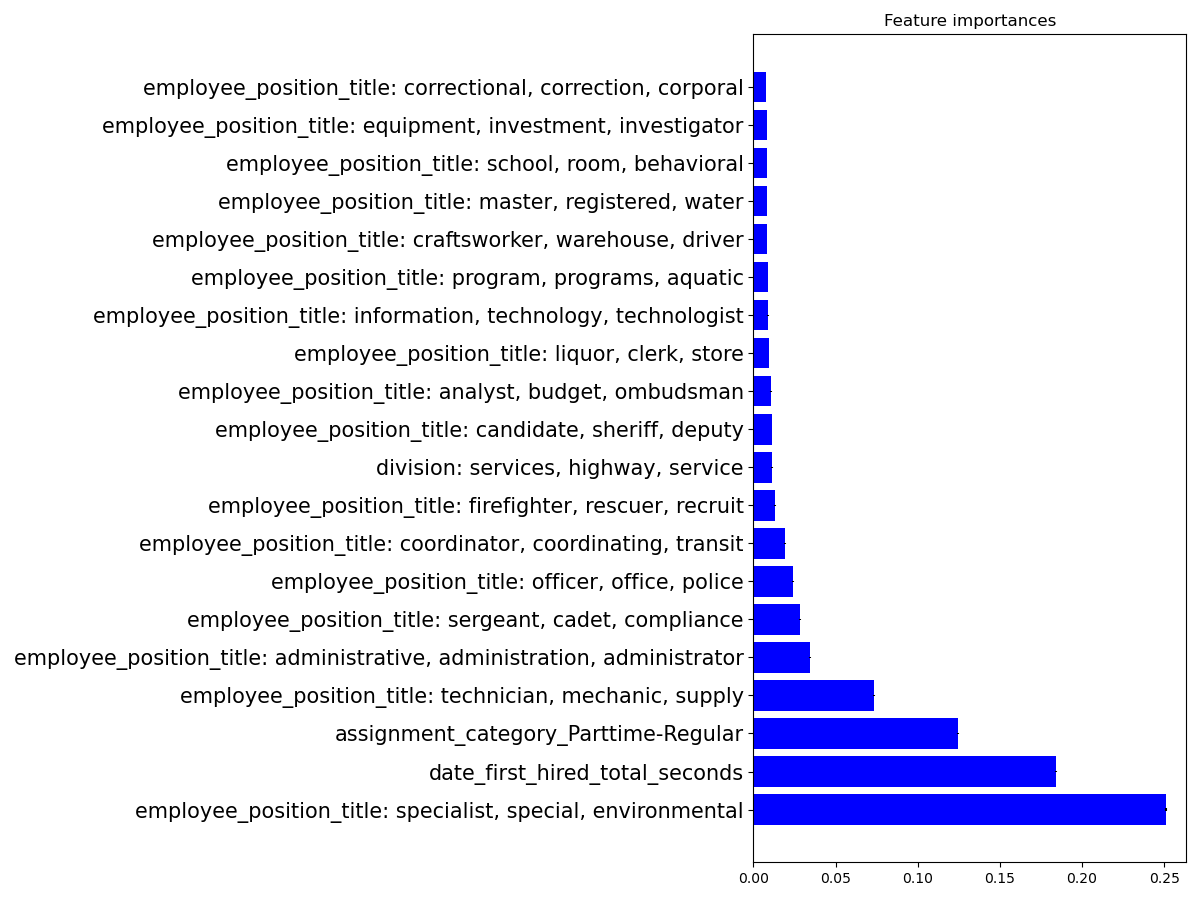 Feature importances
employee_position_title: correctional, correction, corporal
employee_position_title: equipment, investment, investigator
employee_position_title: school, room, behavioral
employee_position_title: master, registered, water
employee_position_title: craftsworker, warehouse, driver
employee_position_title: program, programs, aquatic
employee_position_title: information, technology, technologist
employee_position_title: liquor, clerk, store
employee_position_title: analyst, budget, ombudsman
employee_position_title: candidate, sheriff, deputy
division: services, highway, service
employee_position_title: firefighter, rescuer, recruit
employee_position_title: coordinator, coordinating, transit
employee_position_title: officer, office, police
employee_position_title: sergeant, cadet, compliance
employee_position_title: administrative, administration, administrator
employee_position_title: technician, mechanic, supply
assignment_category_Parttime-Regular
date_first_hired_total_seconds
employee_position_title: specialist, special, environmental
0.00 0.05 0.10 0.15 0.20 0.25